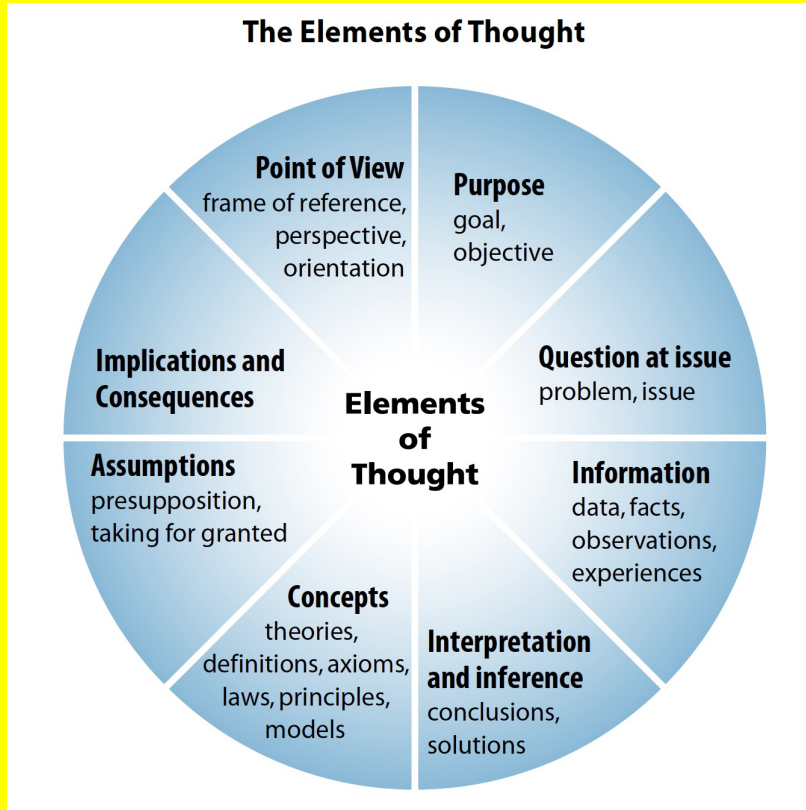 The Elements of Thought
Point of View
frame of reference,
perspective,
orientation
Purpose
goal,
objective
Question at issue
problem, issue
Information
data, facts,
observations,
experiences
Interpretation
and inference
conclusions,
solutions
Concepts
theories,
definitions, axioms,
laws, principles,
models
Assumptions
presupposition,
taking for granted
Implications and
Consequences
Elements
of
Thought